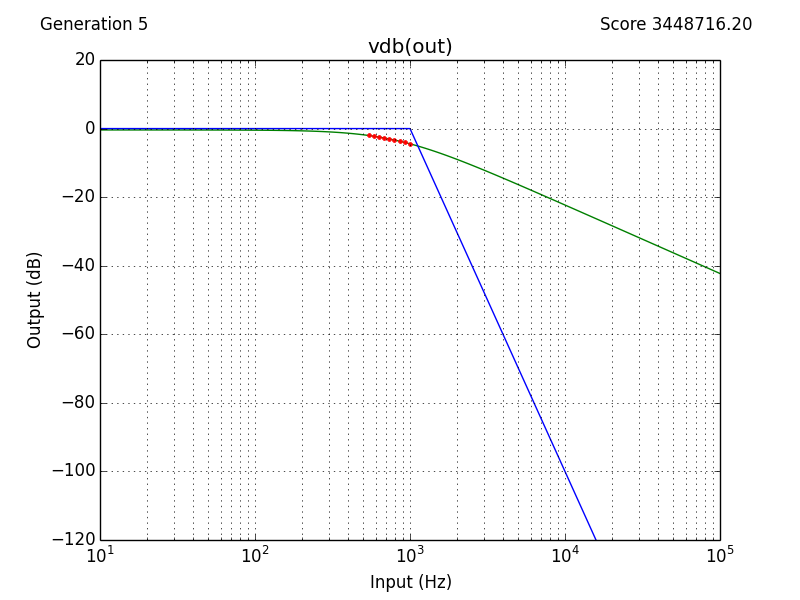 Generation 5
Score 3448716.20
vdb(out)
20
0
−20
−40
−60
−80
−100
−120
Output (dB)
10¹
10²
10³
10⁴
10⁵
Input (Hz)